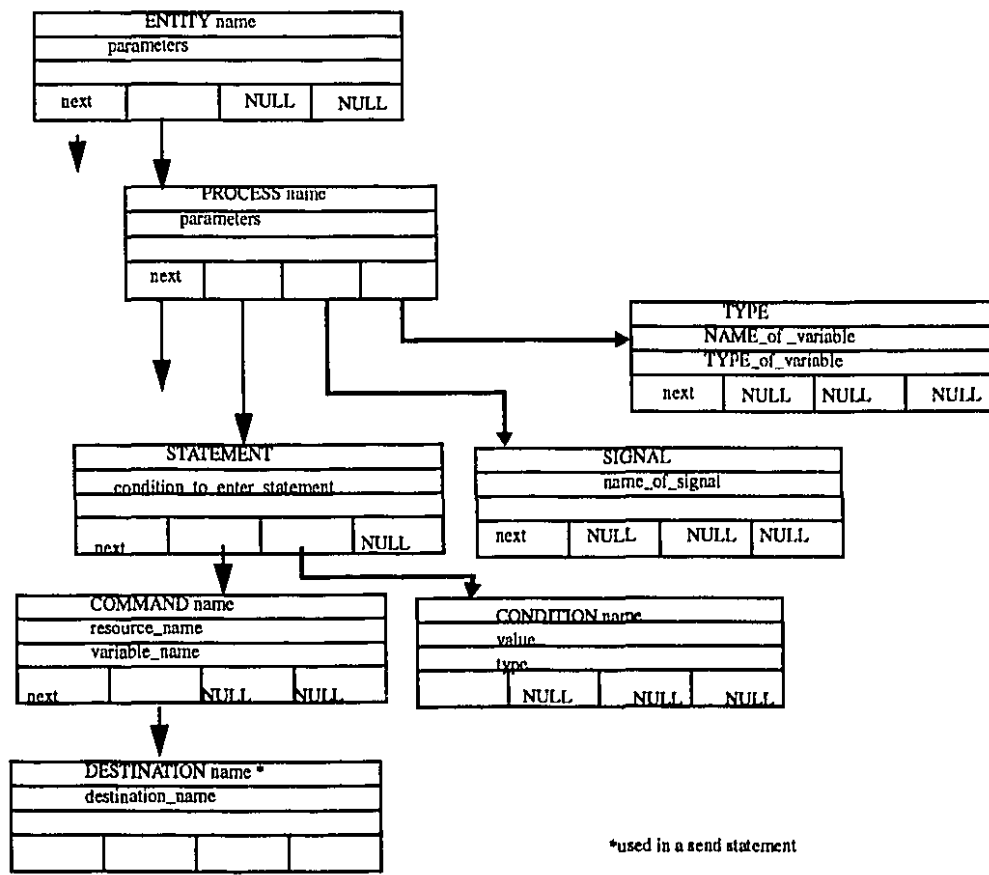 ENTITY name
parameters
next NULL NULL
PROCESS name
parameters
next
TYPE
NAME_of_variable
TYPE_of_variable
next NULL NULL NULL
STATEMENT
condition_to_enter_statement
next NULL
SIGNAL
name_of_signal
next NULL NULL NULL
COMMAND name
resource_name
variable_name
next NULL NULL
CONDITION name
value
type
NULL NULL NULL
DESTINATION name *
destination_name
*used in a send statement